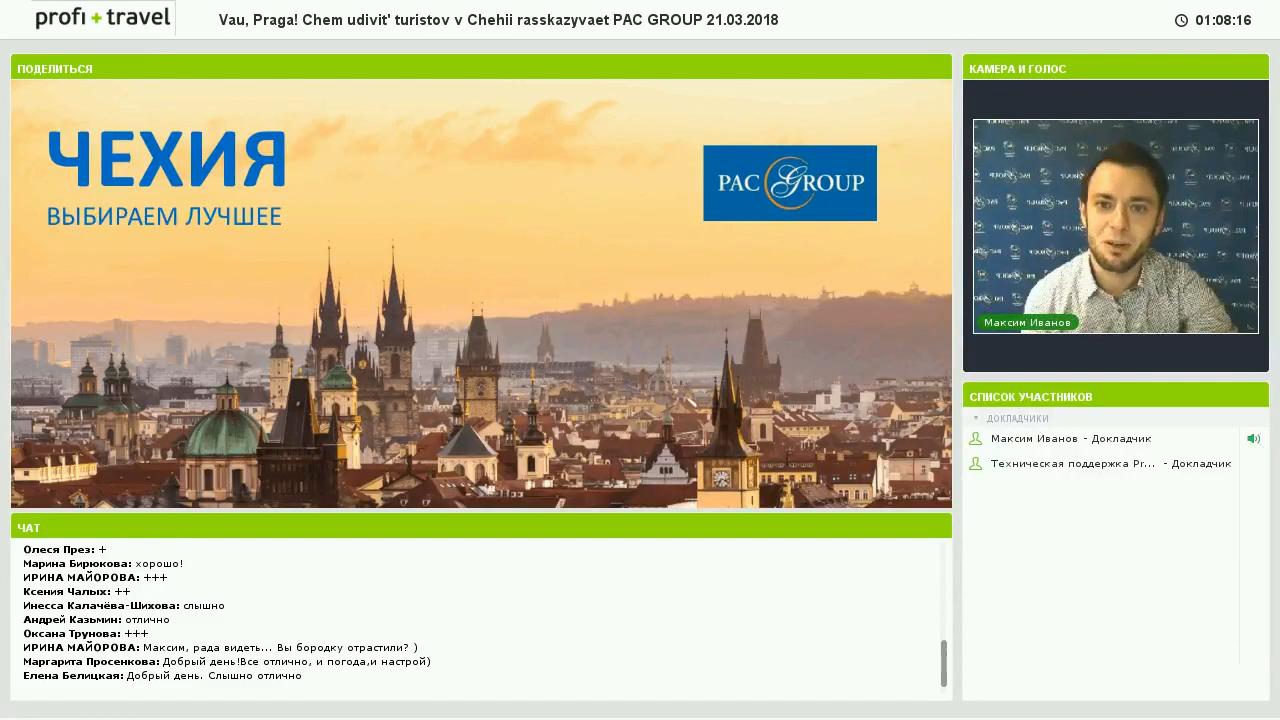 profi + travel
Vau, Praga! Chem udivit' turistov v Chehii rasskazyvaet PAC GROUP 21.03.2018
01:08:16
ПОДЕЛИТЬСЯ
ЧЕХИЯ
ВЫБИРАЕМ ЛУЧШЕЕ
PAC GROUP
КАМЕРА И ГОЛОС
Максим Иванов
СПИСОК УЧАСТНИКОВ
ДОКЛАДЧИКИ
Максим Иванов - Докладчик
Техническая поддержка Pr... - Докладчик
ЧАТ
Олеся През: +
Марина Бирюкова: хорошо!
ИРИНА МАЙОРОВА: +++
Ксения Чалых: ++
Инесса Калачёва-Шихова: слышно
Андрей Казьмин: отлично
Оксана Трунова: +++
ИРИНА МАЙОРОВА: Максим, рада видеть... Вы бородку отрастили? )
Маргарита Просенкова: Добрый день!Все отлично, и погода,и настрой)
Елена Белицкая: Добрый день. Слышно отлично